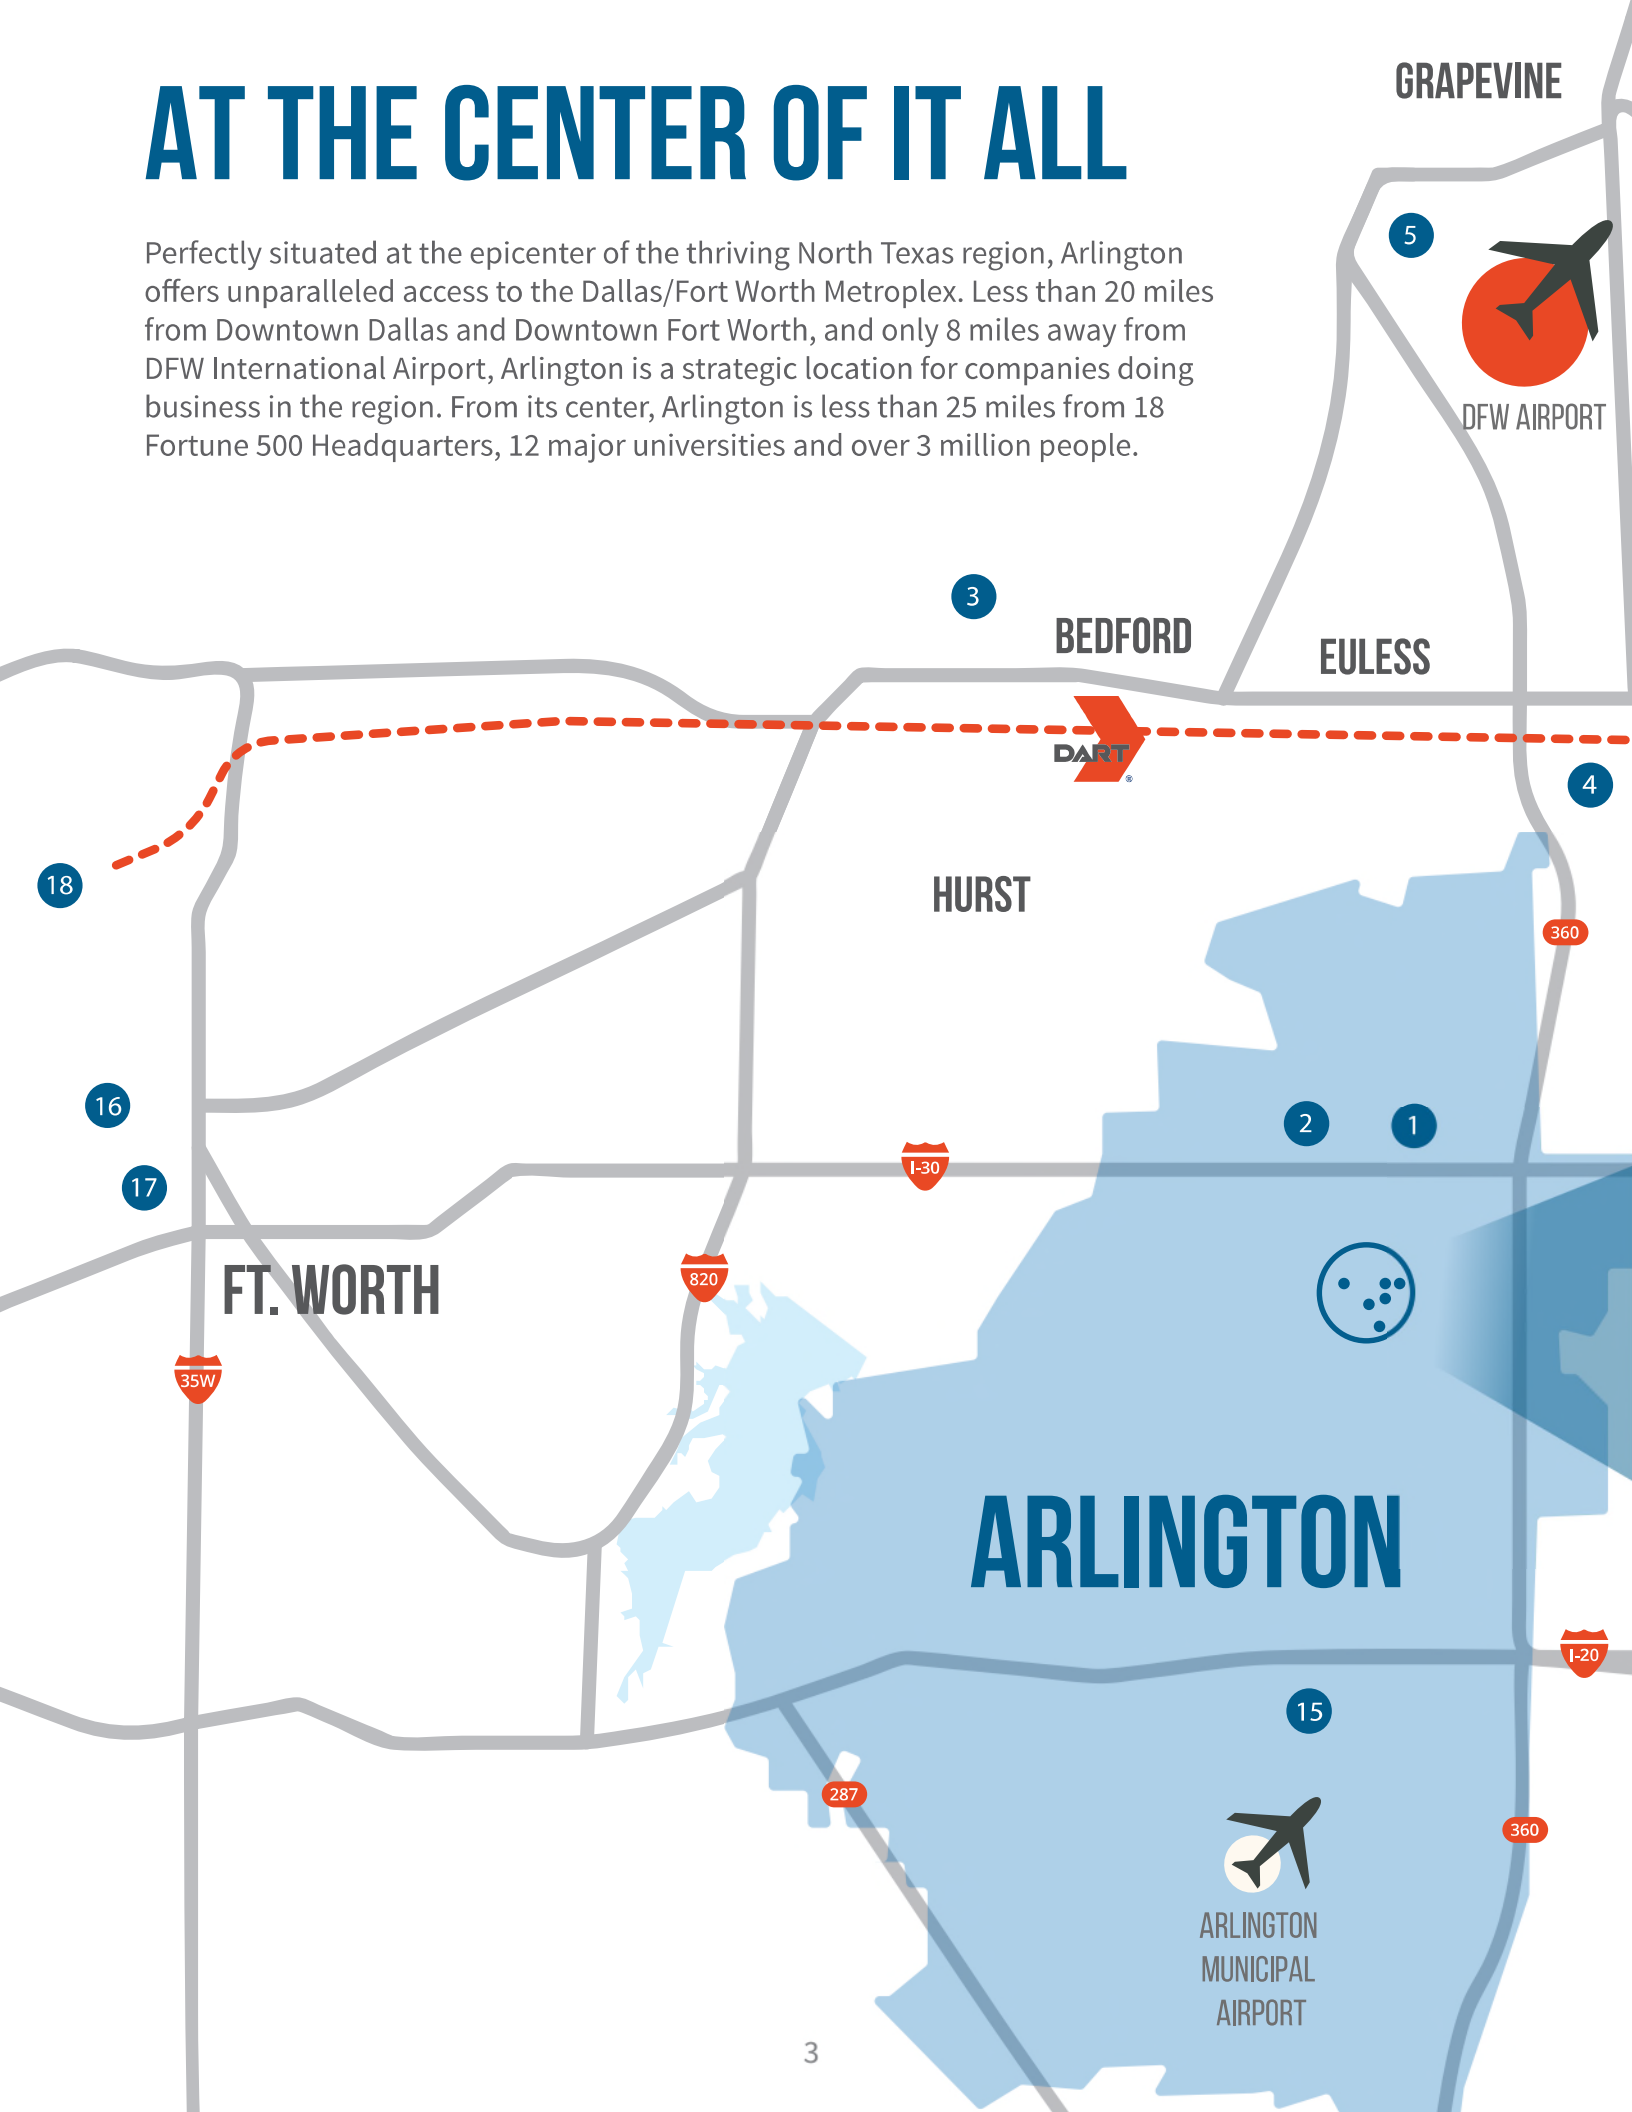 GRAPEVINE
AT THE CENTER OF IT ALL
Perfectly situated at the epicenter of the thriving North Texas region, Arlington
offers unparalleled access to the Dallas/Fort Worth Metroplex. Less than 20 miles
from Downtown Dallas and Downtown Fort Worth, and only 8 miles away from
DFW International Airport, Arlington is a strategic location for companies doing
business in the region. From its center, Arlington is less than 25 miles from 18
Fortune 500 Headquarters, 12 major universities and over 3 million people.
5
DFW AIRPORT
3
BEDFORD
EULESS
DART®
4
18
HURST
360
16
2
1
I-30
17
FT. WORTH
820
35W
ARLINGTON
I-20
15
287
360
ARLINGTON
MUNICIPAL
AIRPORT
3